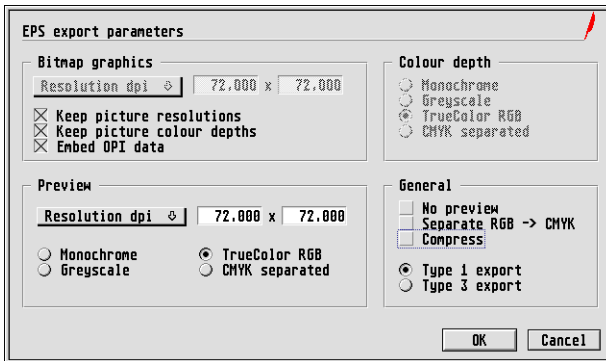 EPS export parameters
Bitmap graphics
Resolution dpi 72.000 x 72.000
Keep picture resolutions
Keep picture colour depths
Embed OPI data
Colour depth
Monochrome
Greyscale
TrueColor RGB
CMYK separated
Preview
Resolution dpi 72.000 x 72.000
Monochrome
TrueColor RGB
Greyscale
CMYK separated
General
No preview
Separate RGB -> CMYK
Compress
Type 1 export
Type 3 export
OK
Cancel